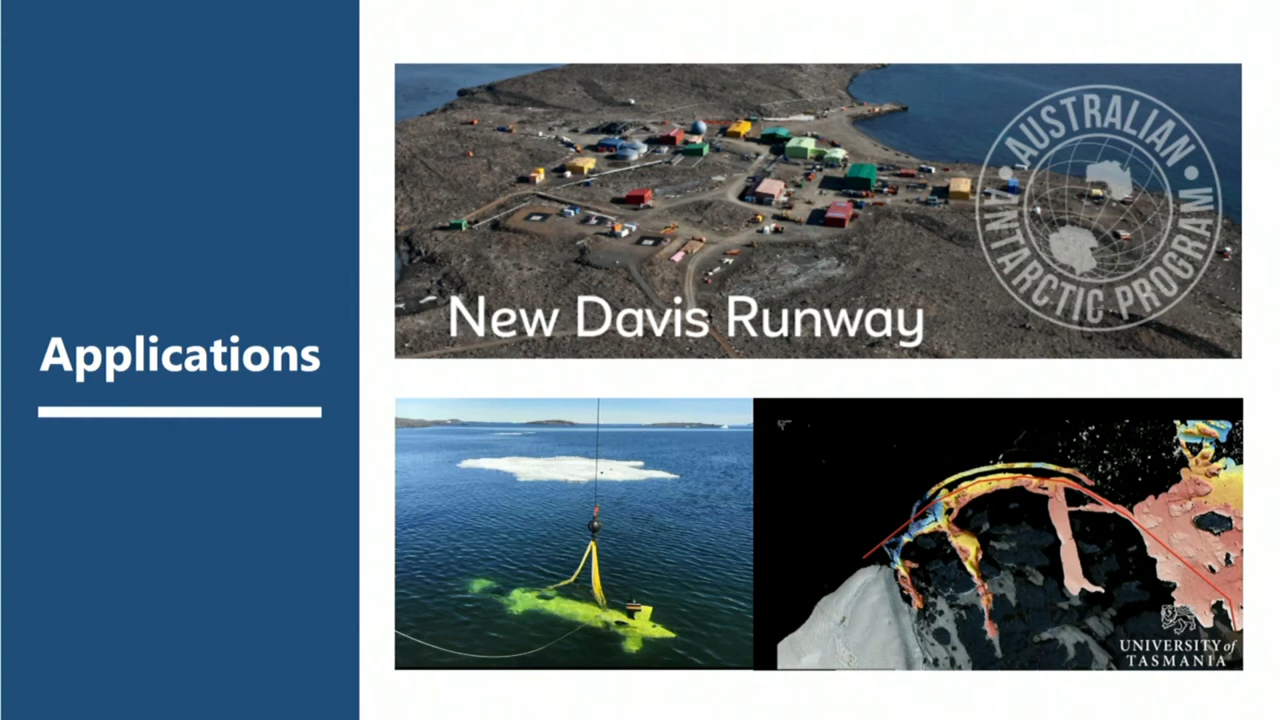 Applications
AUSTRALIAN
ANTARCTIC PROGRAM
New Davis Runway
UNIVERSITY of
TASMANIA